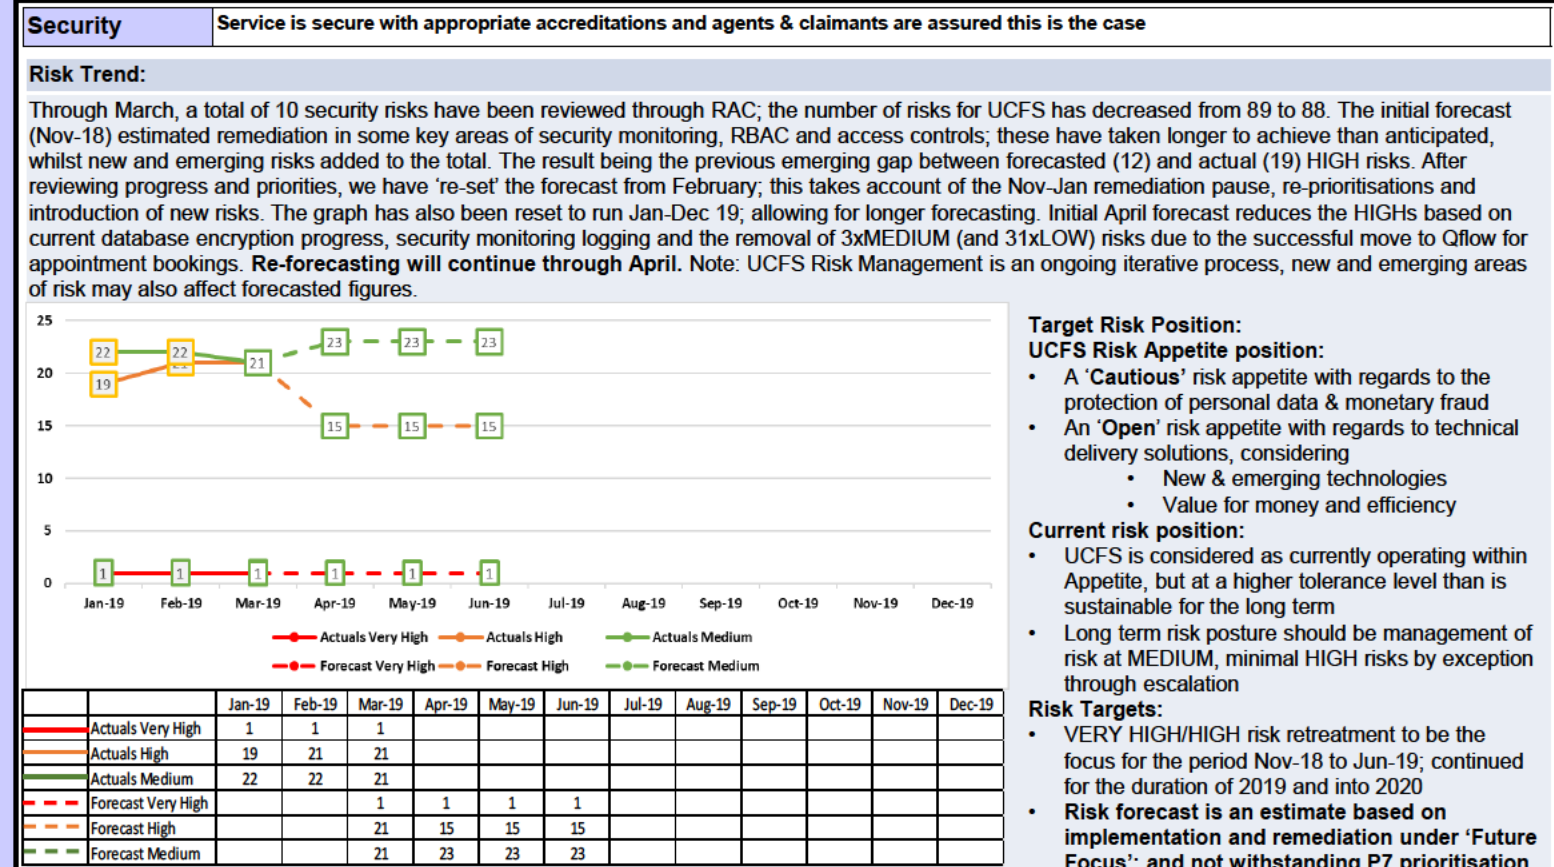 Security
Service is secure with appropriate accreditations and agents & claimants are assured this is the case
Risk Trend:
Through March, a total of 10 security risks have been reviewed through RAC; the number of risks for UCFS has decreased from 89 to 88. The initial forecast
(Nov-18) estimated remediation in some key areas of security monitoring, RBAC and access controls; these have taken longer to achieve than anticipated,
whilst new and emerging risks added to the total. The result being the previous emerging gap between forecasted (12) and actual (19) HIGH risks. After
reviewing progress and priorities, we have ‘re-set’ the forecast from February; this takes account of the Nov-Jan remediation pause, re-prioritisations and
introduction of new risks. The graph has also been reset to run Jan-Dec 19; allowing for longer forecasting. Initial April forecast reduces the HIGHs based on
current database encryption progress, security monitoring logging and the removal of 3xMEDIUM (and 31xLOW) risks due to the successful move to Qflow for
appointment bookings. Re-forecasting will continue through April. Note: UCFS Risk Management is an ongoing iterative process, new and emerging areas
of risk may also affect forecasted figures.
25
20
15
10
5
0
22 22 21 23 23 23
19 21 15 15 15
1 1 1 1 1 1
Jan-19 Feb-19 Mar-19 Apr-19 May-19 Jun-19 Jul-19 Aug-19 Sep-19 Oct-19 Nov-19 Dec-19
Actuals Very High Actuals High Actuals Medium
Forecast Very High Forecast High Forecast Medium
Jan-19 Feb-19 Mar-19 Apr-19 May-19 Jun-19 Jul-19 Aug-19 Sep-19 Oct-19 Nov-19 Dec-19
Actuals Very High 1 1 1
Actuals High 19 21 21
Actuals Medium 22 22 21
Forecast Very High 1 1 1 1
Forecast High 21 15 15 15
Forecast Medium 21 23 23 23
Target Risk Position:
UCFS Risk Appetite position:
• A ‘Cautious’ risk appetite with regards to the
protection of personal data & monetary fraud
• An ‘Open’ risk appetite with regards to technical
delivery solutions, considering
• New & emerging technologies
• Value for money and efficiency
Current risk position:
• UCFS is considered as currently operating within
Appetite, but at a higher tolerance level than is
sustainable for the long term
• Long term risk posture should be management of
risk at MEDIUM, minimal HIGH risks by exception
through escalation
Risk Targets:
• VERY HIGH/HIGH risk retreatment to be the
focus for the period Nov-18 to Jun-19; continued
for the duration of 2019 and into 2020
• Risk forecast is an estimate based on
implementation and remediation under ‘Future
Focus’; and not withstanding P7 prioritisation